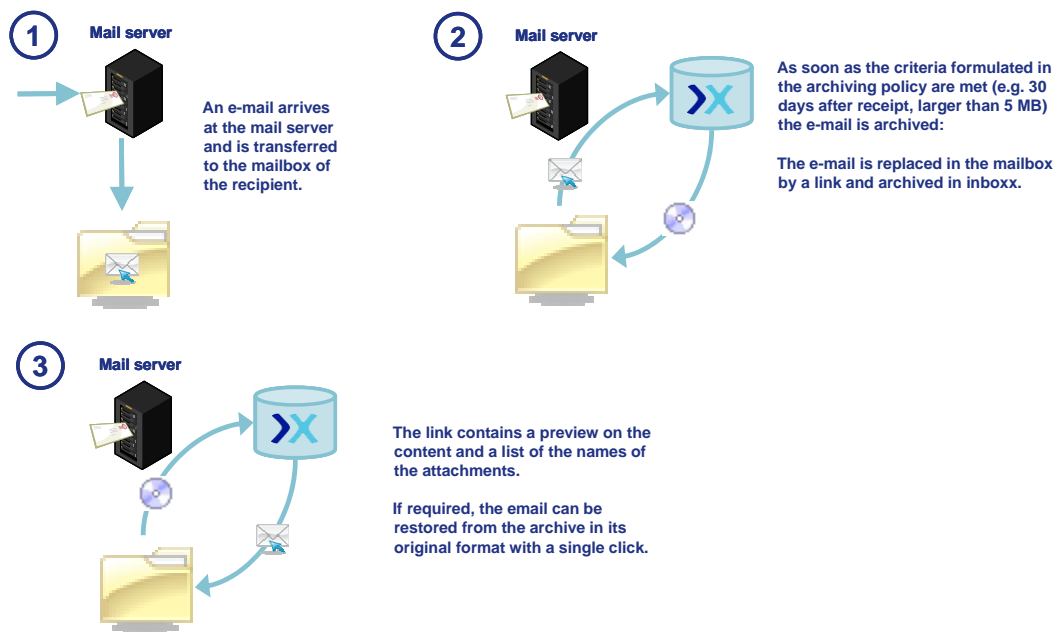 1
Mail server
An e-mail arrives
at the mail server
and is transferred
to the mailbox of
the recipient.
2
Mail server
As soon as the criteria formulated in
the archiving policy are met (e.g. 30
days after receipt, larger than 5 MB)
the e-mail is archived:
The e-mail is replaced in the mailbox
by a link and archived in inboxx.
3
Mail server
The link contains a preview on the
content and a list of the names of
the attachments.
If required, the email can be
restored from the archive in its
original format with a single click.